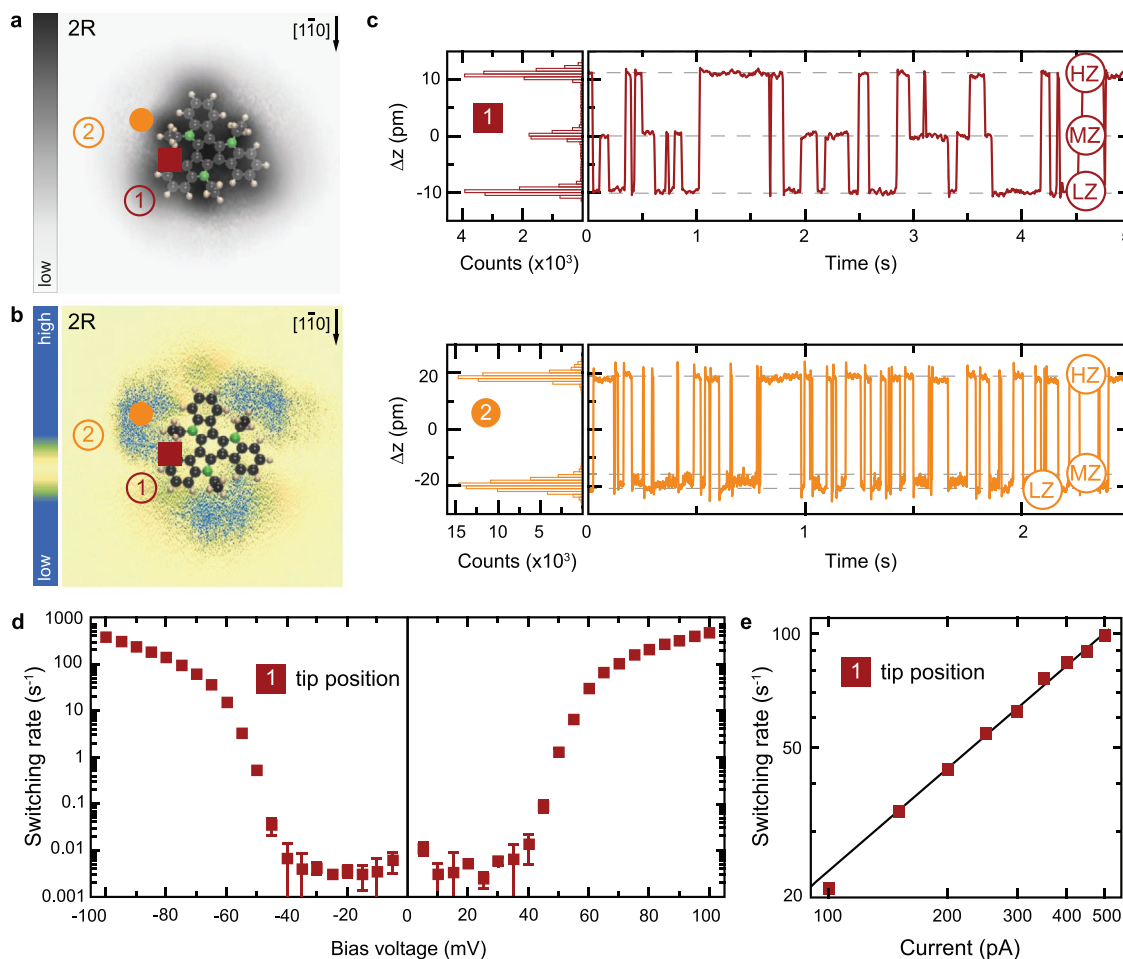 a
2R
[11̅0]
low
2
1
b
2R
[11̅0]
high
low
2
1
c
1
Δz (pm)
10
0
-10
4 2 0
Counts (x10³)
0 1 2 3 4 5
Time (s)
HZ
MZ
LZ
2
Δz (pm)
20
0
-20
15 10 5 0
Counts (x10³)
0 1 2
Time (s)
HZ
MZ
LZ
d
Switching rate (s⁻¹)
1000
100
10
1
0.1
0.01
0.001
1 tip position
-100 -80 -60 -40 -20 0 20 40 60 80 100
Bias voltage (mV)
e
Switching rate (s⁻¹)
100
50
20
1 tip position
100 200 300 400 500
Current (pA)